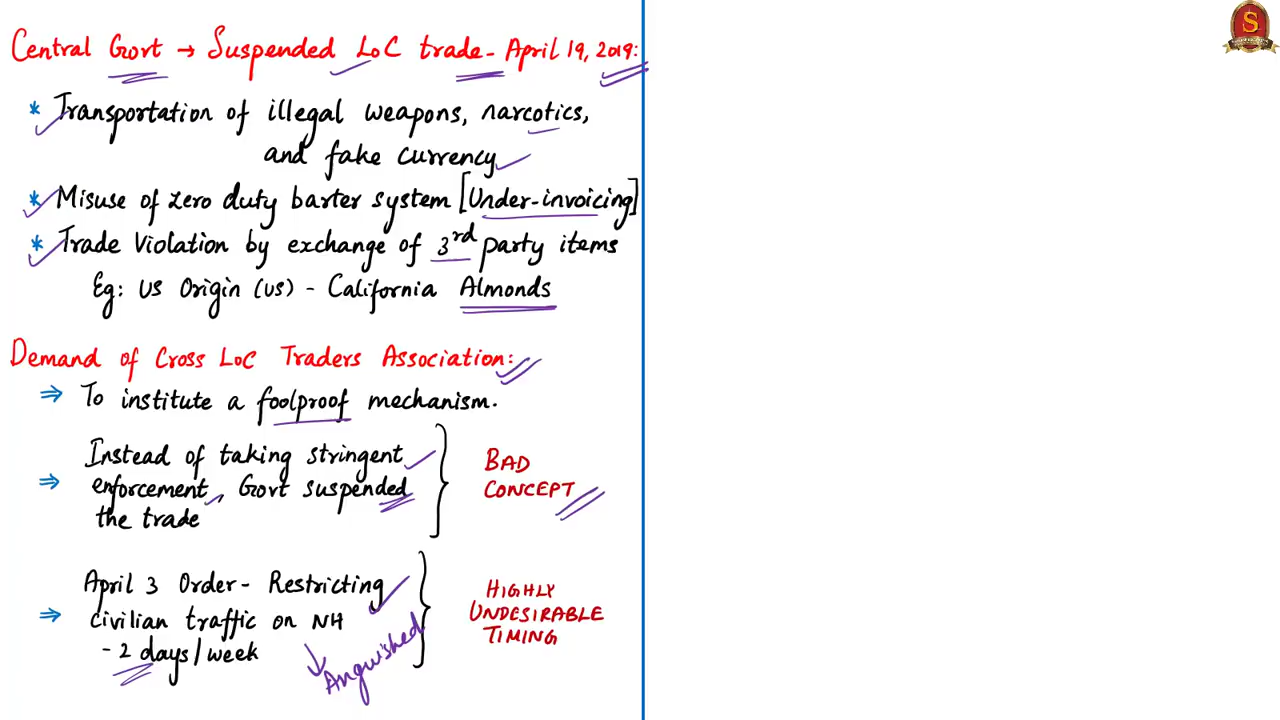 Central Govt → Suspended LoC trade - April 19, 2019:
* Transportation of illegal weapons, narcotics,
and fake currency
* Misuse of zero duty barter system [Under-invoicing]
* Trade Violation by exchange of 3rd party items
Eg: US Origin (US) - California Almonds
Demand of Cross LoC Traders Association:
⇒ To institute a foolproof mechanism.
Instead of taking stringent
⇒ enforcement, Govt suspended
the trade
BAD
CONCEPT
April 3 Order - Restricting
⇒ civilian traffic on NH
- 2 days/week
Anguished
HIGHLY
UNDESIRABLE
TIMING
S